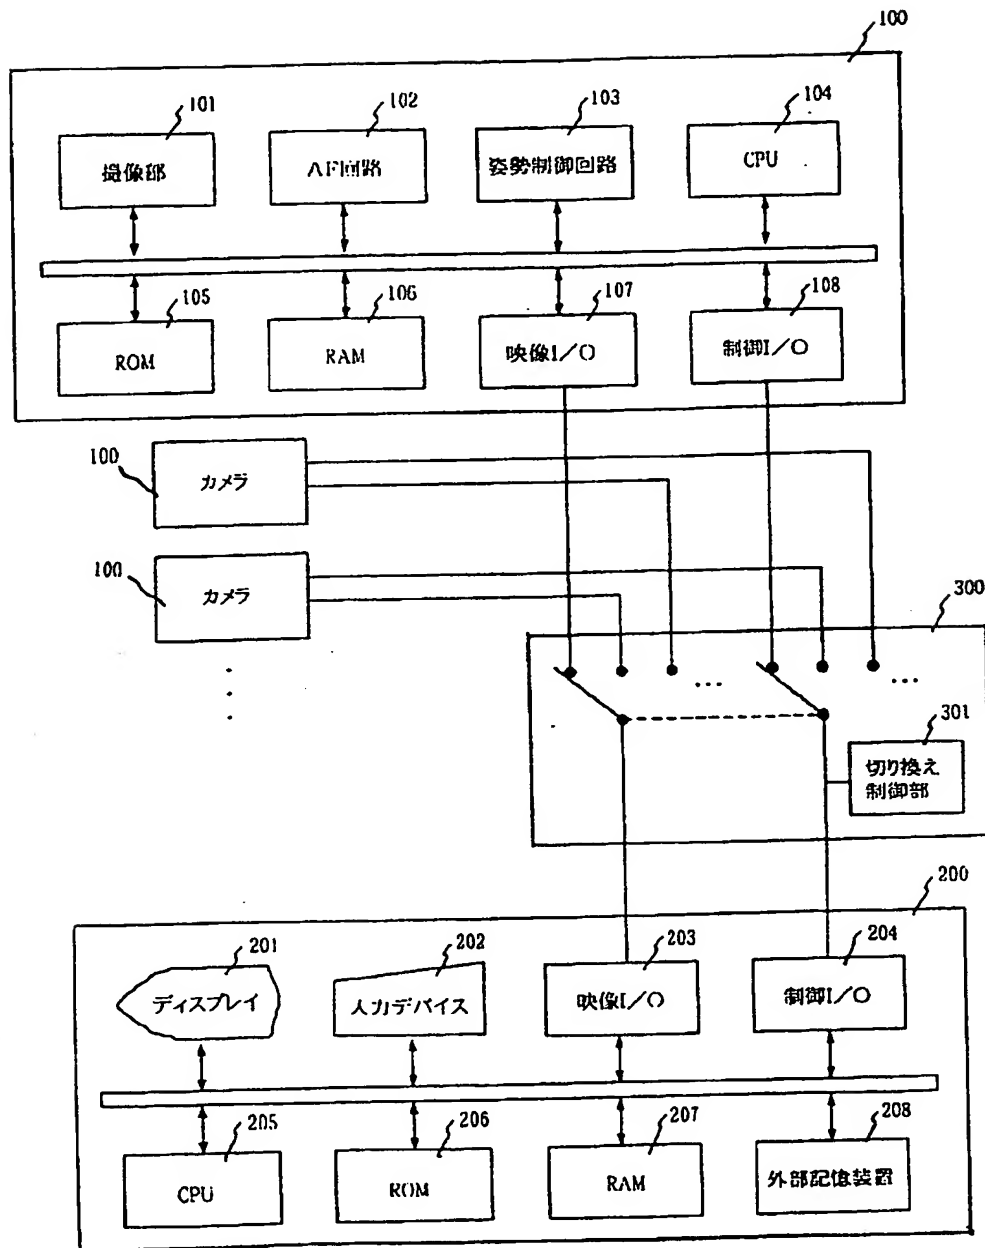 100
101
102
103
104
撮像部
AF回路
姿勢制御回路
CPU
105
106
107
108
ROM
RAM
映像I/O
制御I/O
100
カメラ
100
カメラ
300
...
...
301
切り換え
制御部
200
201
202
203
204
ディスプレイ
入力デバイス
映像I/O
制御I/O
205
206
207
208
CPU
ROM
RAM
外部記憶装置